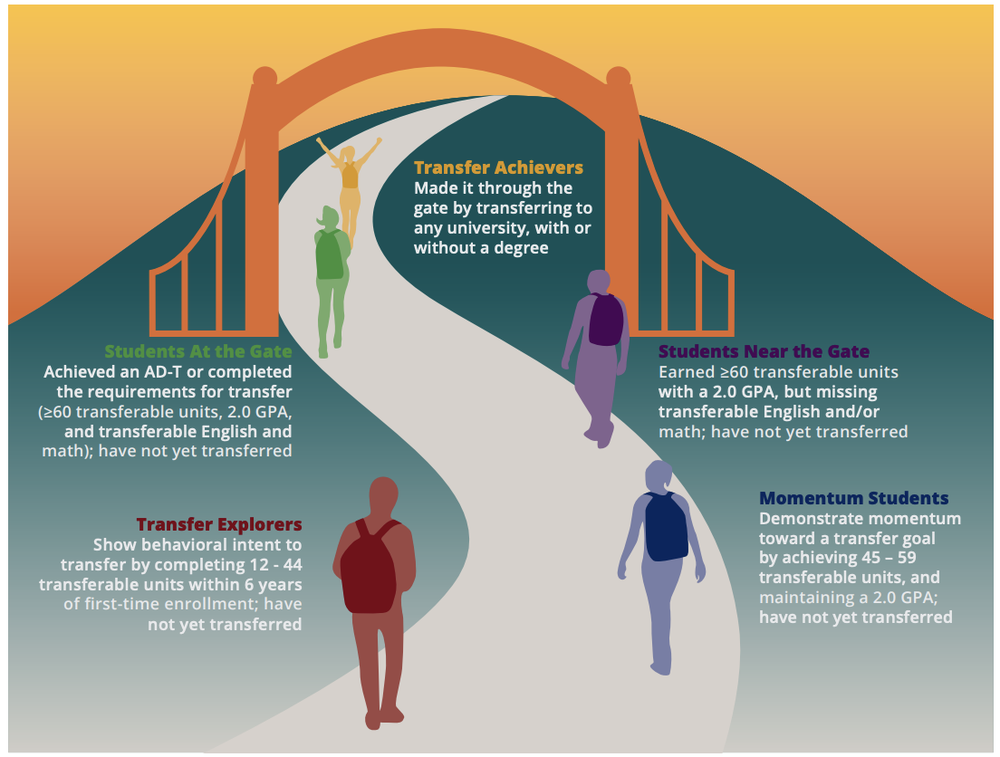 Transfer Achievers
Made it through the
gate by transferring to
any university, with or
without a degree
Students At the Gate
Achieved an AD-T or completed
the requirements for transfer
(≥60 transferable units, 2.0 GPA,
and transferable English and
math); have not yet transferred
Students Near the Gate
Earned ≥60 transferable units
with a 2.0 GPA, but missing
transferable English and/or
math; have not yet transferred
Transfer Explorers
Show behavioral intent to
transfer by completing 12 - 44
transferable units within 6 years
of first-time enrollment; have
not yet transferred
Momentum Students
Demonstrate momentum
toward a transfer goal
by achieving 45 – 59
transferable units, and
maintaining a 2.0 GPA;
have not yet transferred